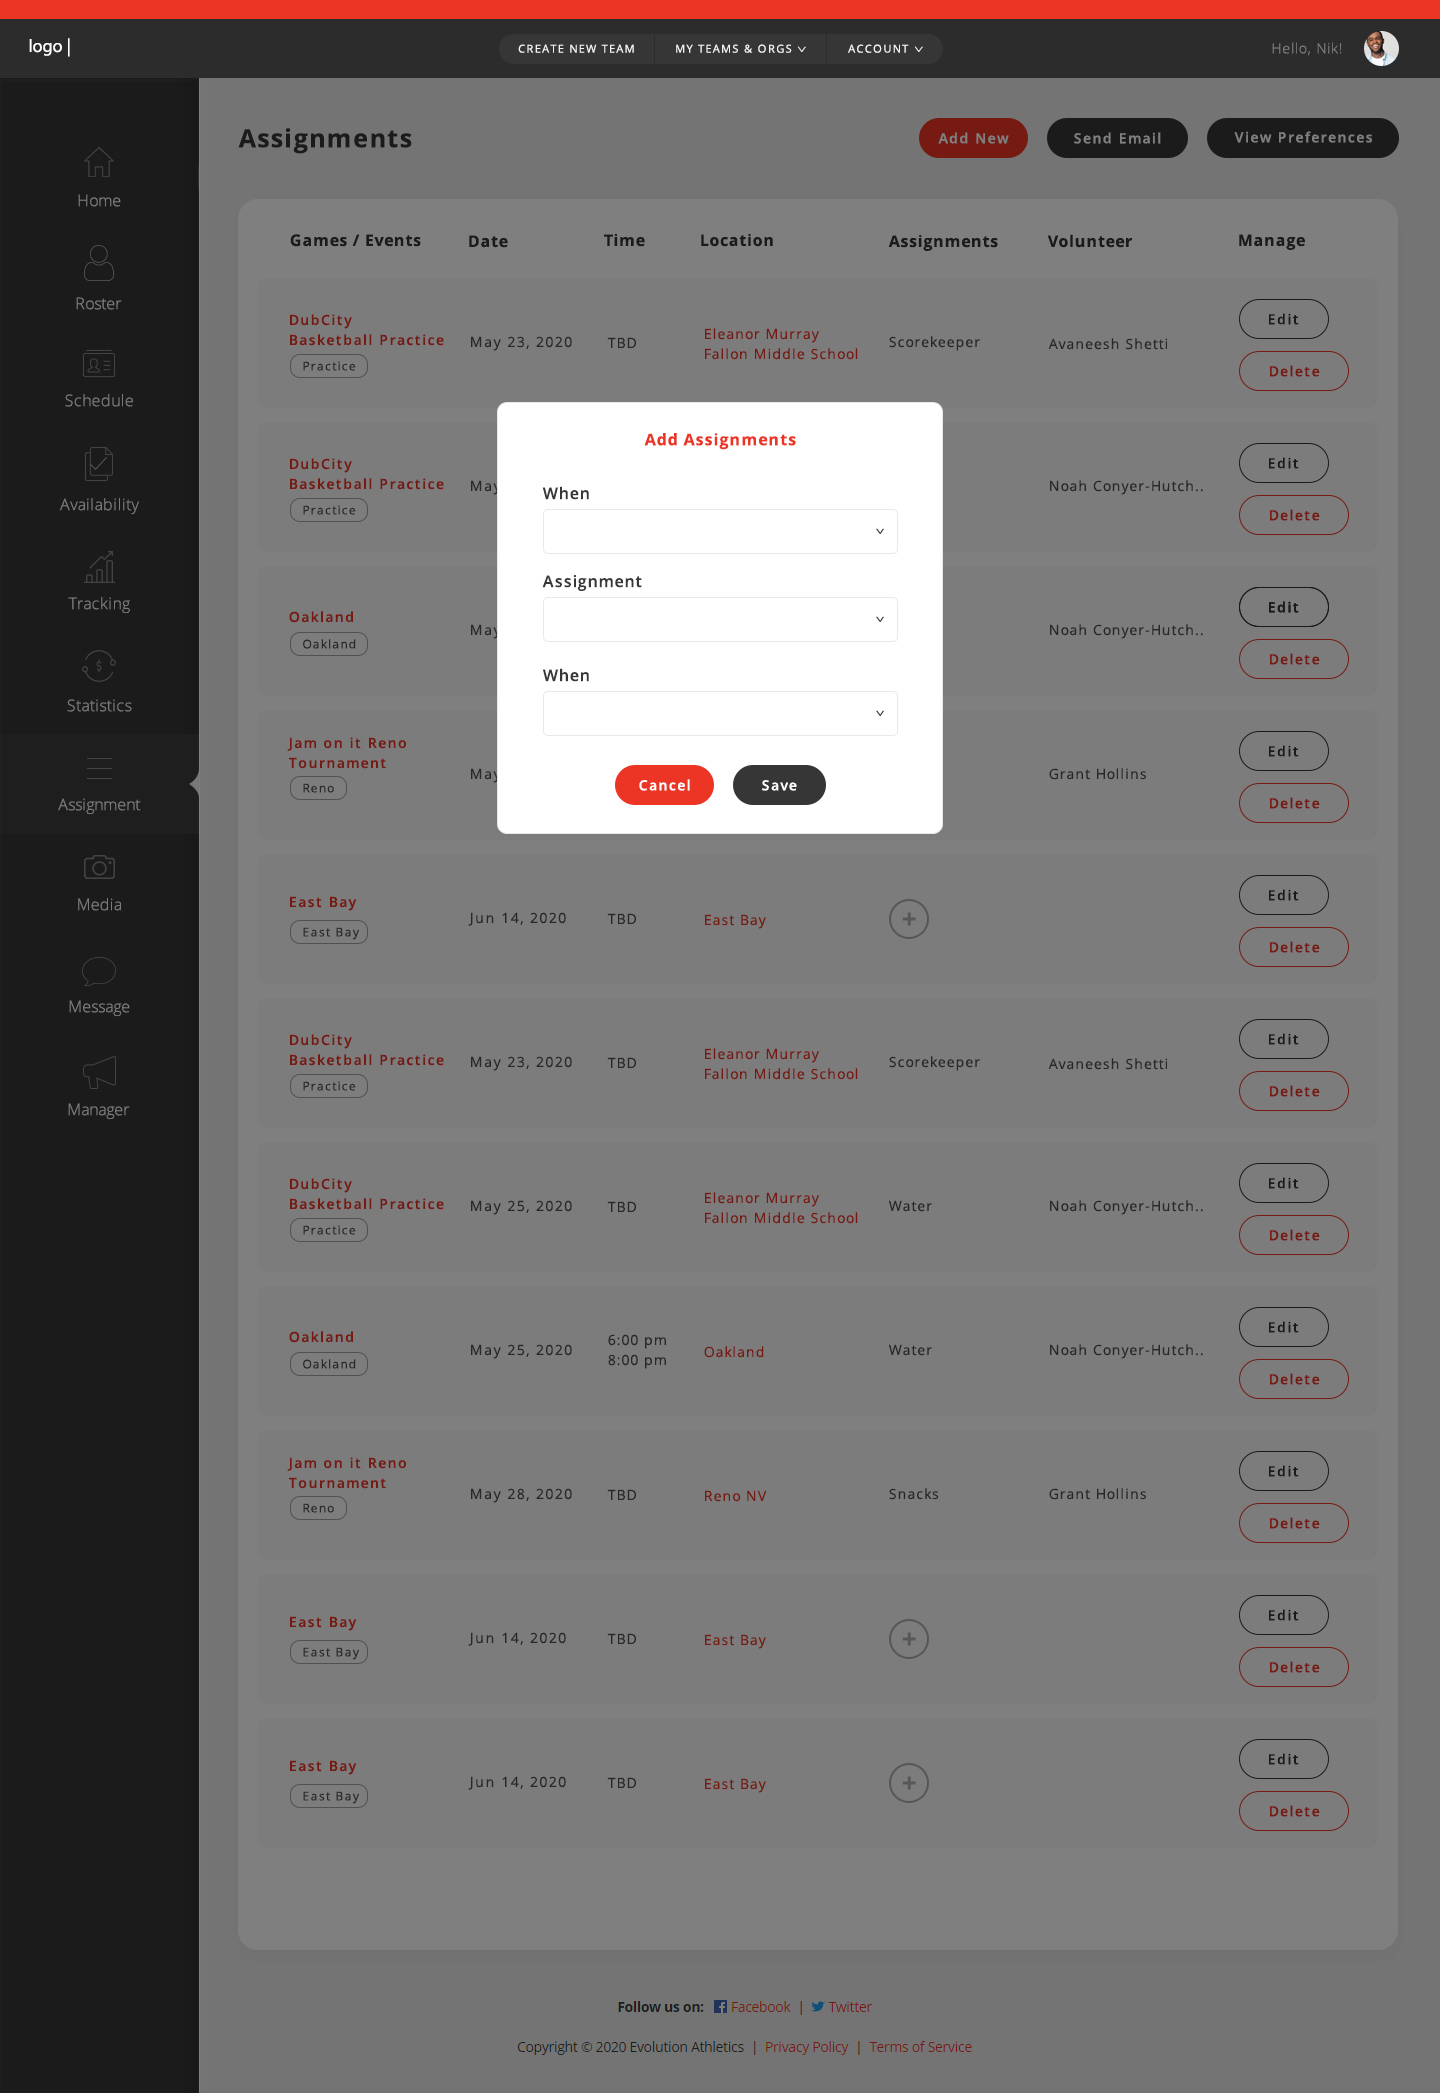 logo |
CREATE NEW TEAM
MY TEAMS & ORGS
ACCOUNT
Hello, Nik!
Home
Roster
Schedule
Availability
Tracking
Statistics
Assignment
Media
Message
Manager
Assignments
Add New
Send Email
View Preferences
Games / Events
Date
Time
Location
Assignments
Volunteer
Manage
DubCity
Basketball Practice
Practice
May 23, 2020
TBD
Eleanor Murray
Fallon Middle School
Scorekeeper
Avaneesh Shetti
Edit
Delete
DubCity
Basketball Practice
Practice
May
Noah Conyer-Hutch..
Edit
Delete
Oakland
Oakland
May
Noah Conyer-Hutch..
Edit
Delete
Jam on it Reno
Tournament
Reno
May
Grant Hollins
Edit
Delete
Add Assignments
When
Assignment
When
Cancel
Save
East Bay
East Bay
Jun 14, 2020
TBD
East Bay
Edit
Delete
DubCity
Basketball Practice
Practice
May 23, 2020
TBD
Eleanor Murray
Fallon Middle School
Scorekeeper
Avaneesh Shetti
Edit
Delete
DubCity
Basketball Practice
Practice
May 25, 2020
TBD
Eleanor Murray
Fallon Middle School
Water
Noah Conyer-Hutch..
Edit
Delete
Oakland
Oakland
May 25, 2020
6:00 pm
8:00 pm
Oakland
Water
Noah Conyer-Hutch..
Edit
Delete
Jam on it Reno
Tournament
Reno
May 28, 2020
TBD
Reno NV
Snacks
Grant Hollins
Edit
Delete
East Bay
East Bay
Jun 14, 2020
TBD
East Bay
Edit
Delete
East Bay
East Bay
Jun 14, 2020
TBD
East Bay
Edit
Delete
Follow us on: Facebook | Twitter
Copyright © 2020 Evolution Athletics | Privacy Policy | Terms of Service